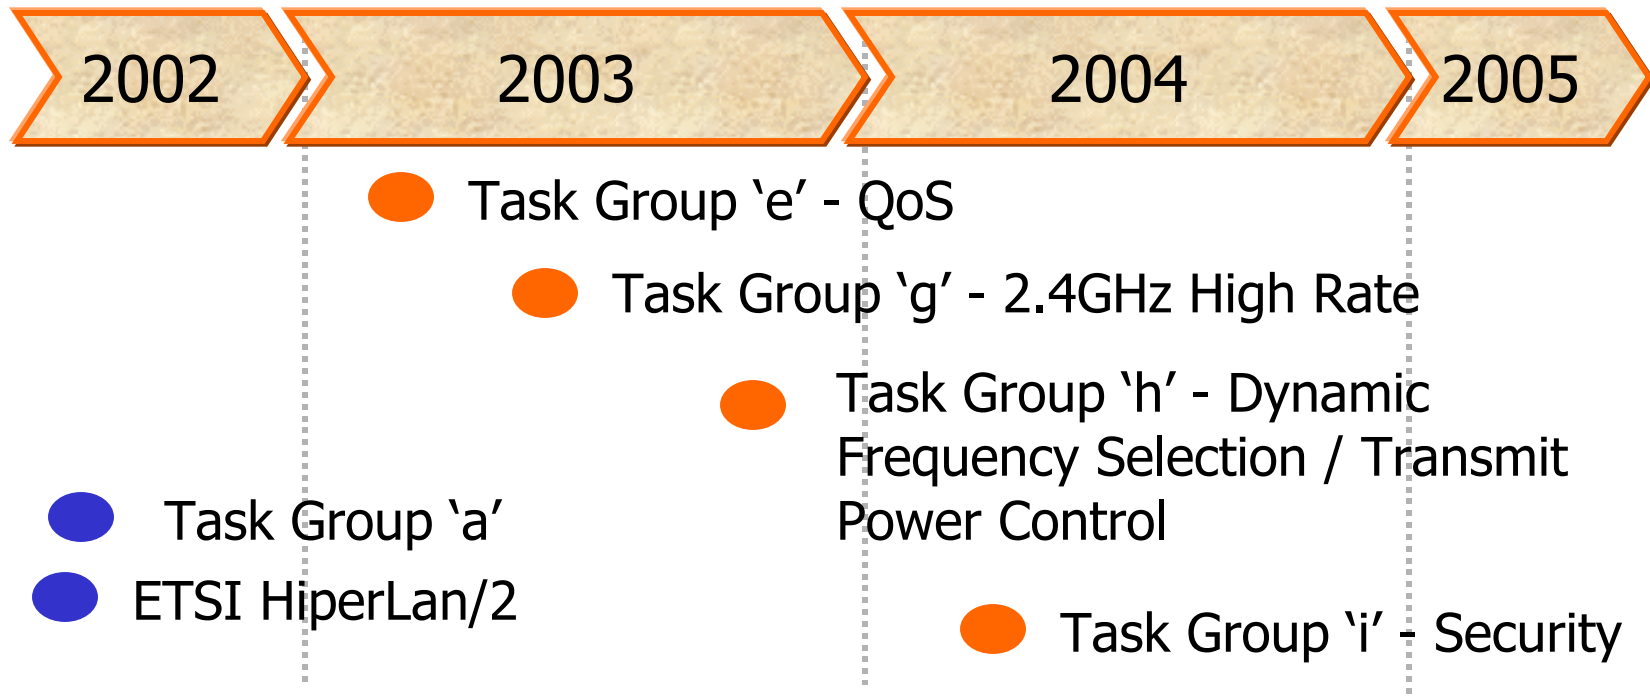 2002
2003
2004
2005
Task Group ‘e’ - QoS
Task Group ‘g’ - 2.4GHz High Rate
Task Group ‘h’ - Dynamic
Frequency Selection / Transmit
Power Control
Task Group ‘a’
ETSI HiperLan/2
Task Group ‘i’ - Security